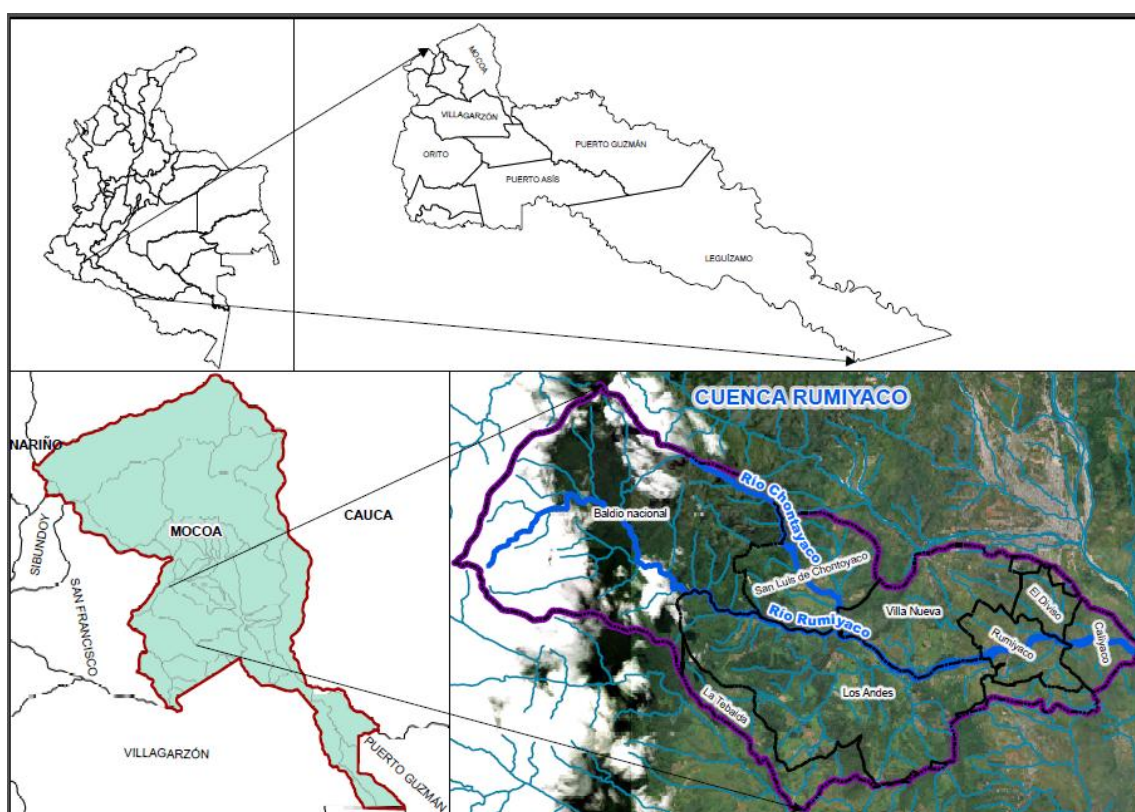 MOCOA
VILLAGARZÓN
PUERTO GUZMÁN
ORITO
PUERTO ASÍS
LEGUÍZAMO
NARIÑO
MOCOA
CAUCA
SIBUNDOY
SAN FRANCISCO
VILLAGARZÓN
PUERTO GUZMÁN
CUENCA RUMIYACO
Río Chontayaco
Baldio nacional
San Luis de Chontoyaco
Villa Nueva
El Diviso
Río Rumiyaco
Rumiyaco
Caliyaco
Los Andes
La Tebaida